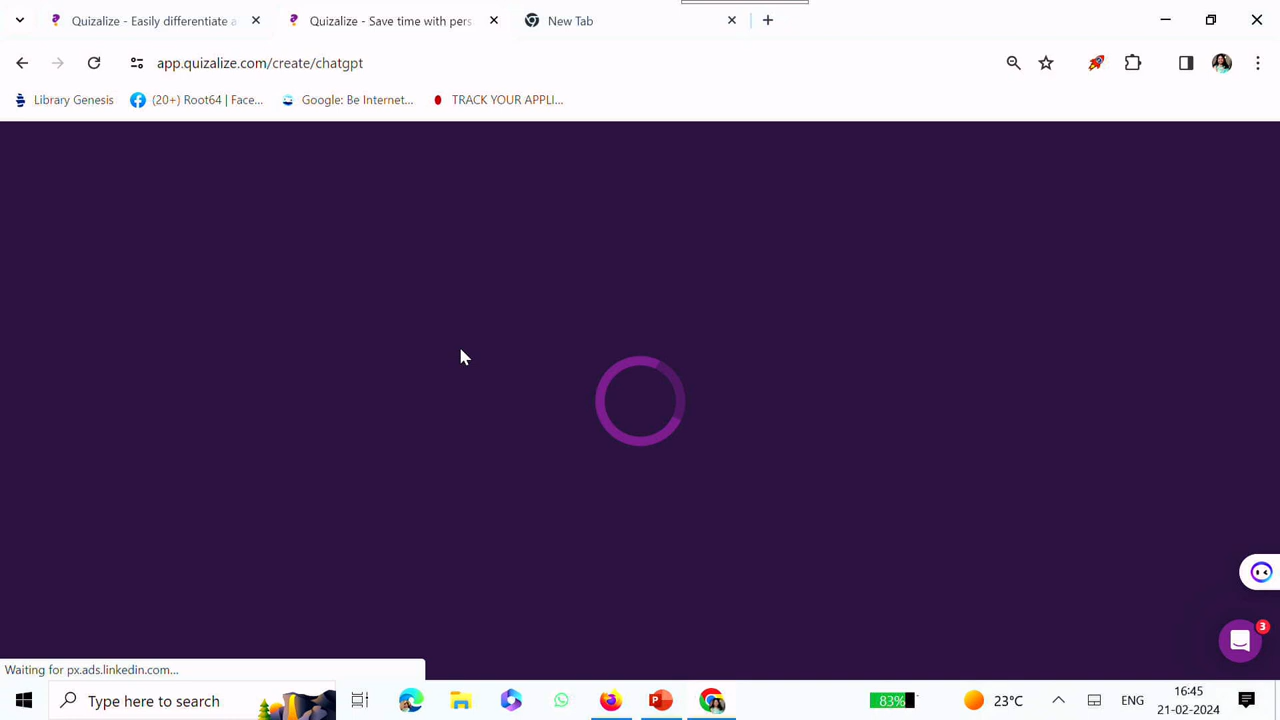 Quizalize - Easily differentiate a
Quizalize - Save time with pers
New Tab
app.quizalize.com/create/chatgpt
Library Genesis
(20+) Root64 | Face...
Google: Be Internet...
TRACK YOUR APPLI...
3
Waiting for px.ads.linkedin.com...
Type here to search
83%
23°C
ENG
16:45
21-02-2024